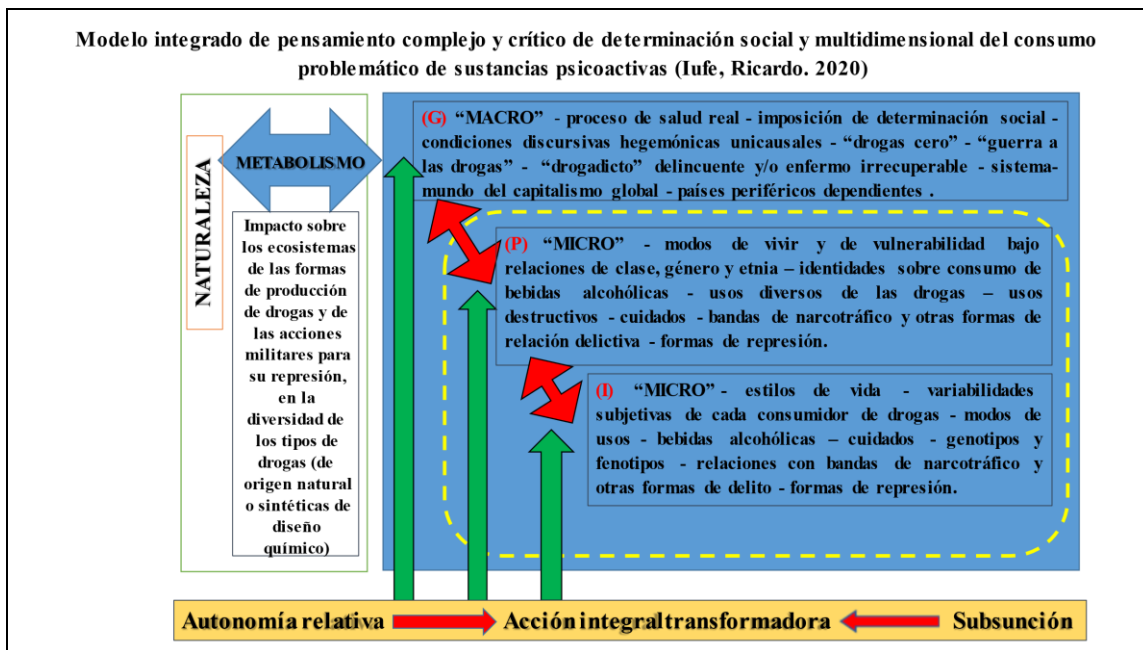 Modelo integrado de pensamiento complejo y crítico de determinación social y multidimensional del consumo
problemático de sustancias psicoactivas (Iufe, Ricardo. 2020)
NATURALEZA
METABOLISMO
Impacto sobre
los ecosistemas
de las formas
de producción
de drogas y de
las acciones
militares para
su represión,
en la
diversidad de
los tipos de
drogas (de
origen natural
o sintéticas de
diseño
químico)
(G) “MACRO” - proceso de salud real - imposición de determinación social -
condiciones discursivas hegemónicas unicausales - “drogas cero” - “guerra a
las drogas” - “drogadicto” delincuente y/o enfermo irrecuperable - sistema-
mundo del capitalismo global - países periféricos dependientes .
(P) “MICRO” - modos de vivir y de vulnerabilidad bajo
relaciones de clase, género y etnia – identidades sobre consumo de
bebidas alcohólicas - usos diversos de las drogas – usos
destructivos - cuidados - bandas de narcotráfico y otras formas de
relación delictiva - formas de represión.
(I) “MICRO” - estilos de vida - variabilidades
subjetivas de cada consumidor de drogas - modos de
usos - bebidas alcohólicas – cuidados - genotipos y
fenotipos - relaciones con bandas de narcotráfico y
otras formas de delito - formas de represión.
Autonomía relativa Acción integral transformadora Subsunción